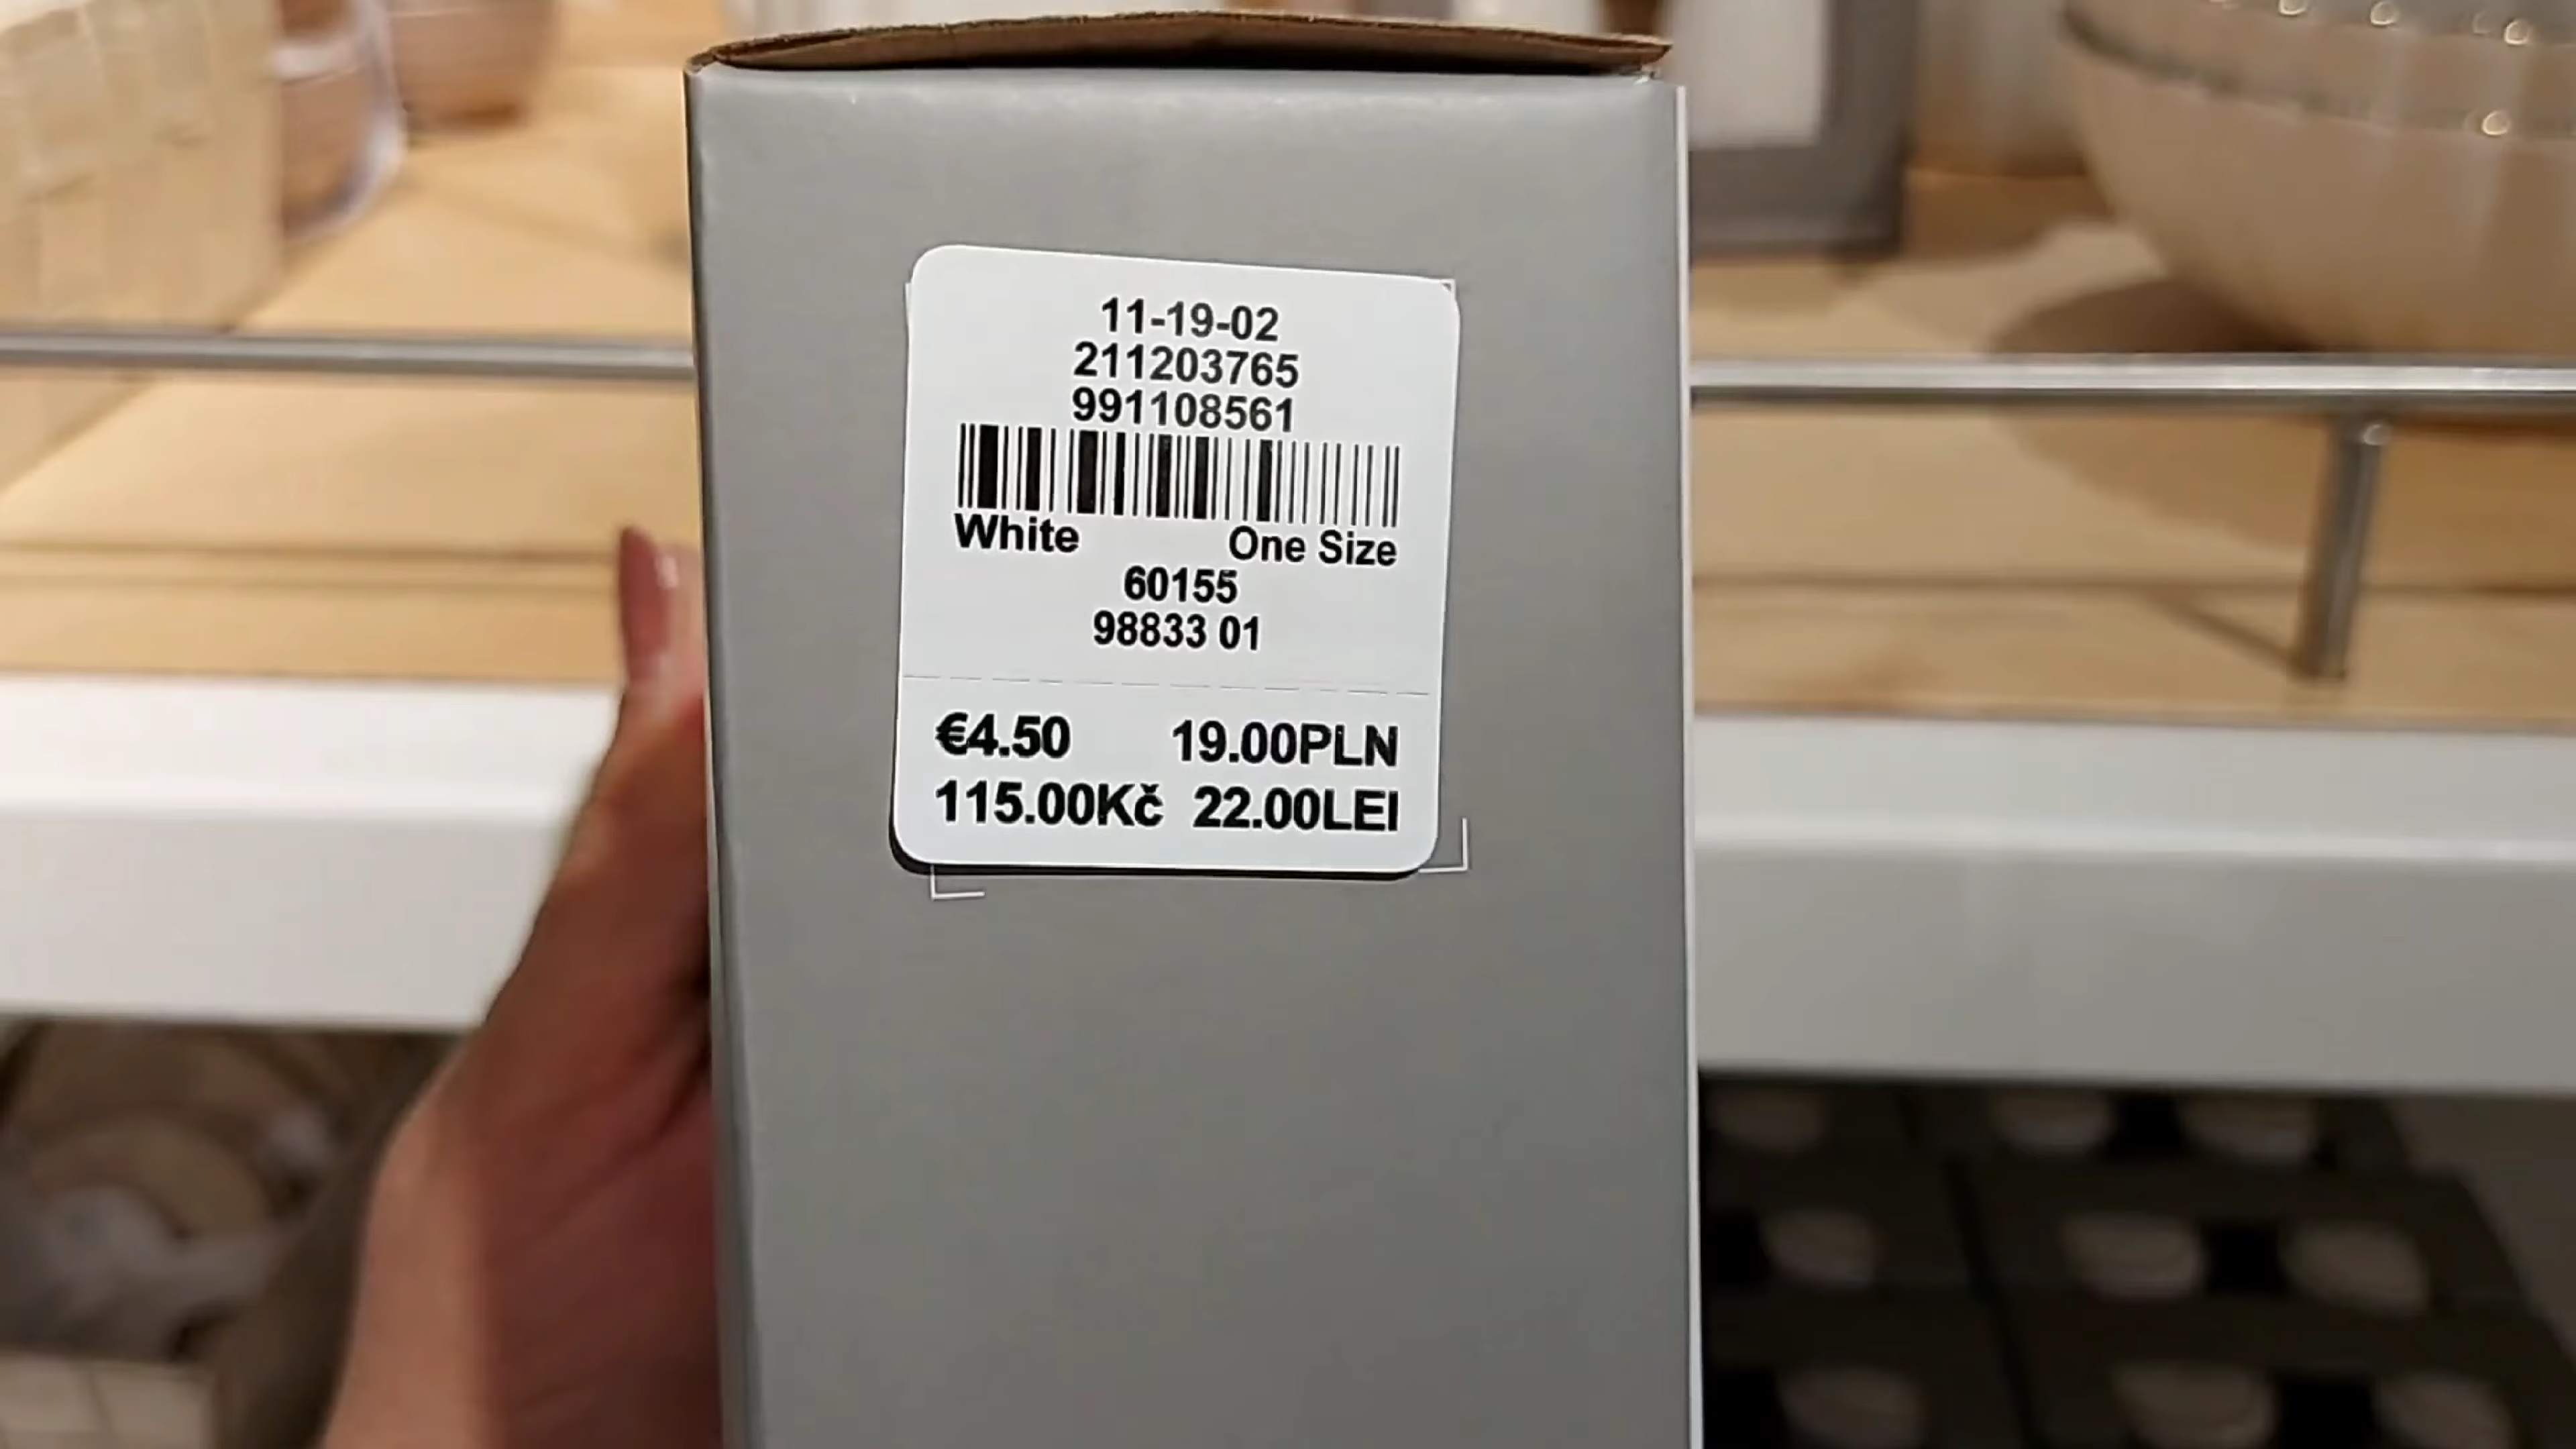 11-19-02
211203765
991108561
White One Size
60155
98833 01
€4.50 19.00PLN
115.00Kč 22.00LEI